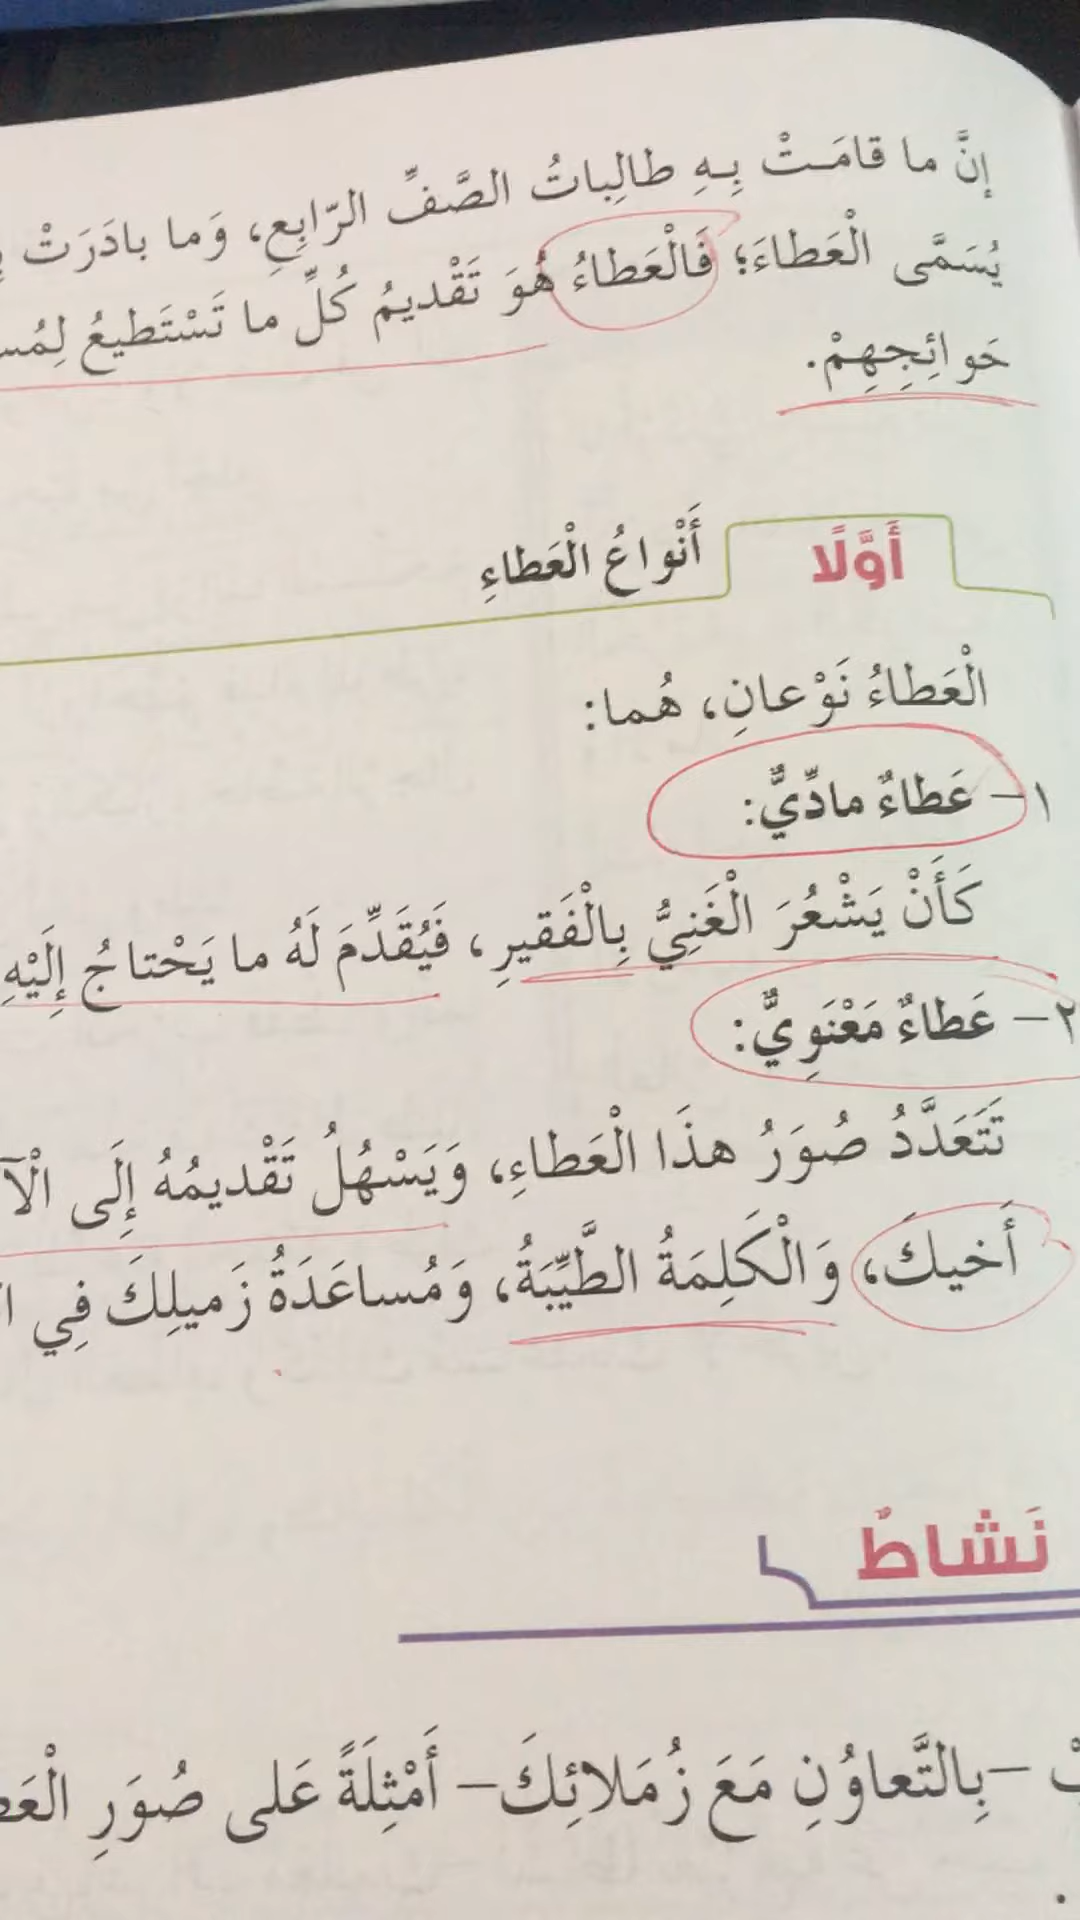 إِنَّ ما قامَتْ بِهِ طالِباتُ الصَّفِّ الرّابِعِ، وَما بادَرَتْ
يُسَمَّى الْعَطاءَ؛ فَالْعَطاءُ هُوَ تَقْديمُ كُلِّ ما تَسْتَطيعُ
حَوائِجِهِمْ.
أَوَّلًا
أَنْواعُ الْعَطاءِ
الْعَطاءُ نَوْعانِ، هُما:
١- عَطاءٌ مادِّيٌّ:
كَأَنْ يَشْعُرَ الْغَنِيُّ بِالْفَقيرِ، فَيُقَدِّمَ لَهُ ما يَحْتاجُ إِلَيْهِ
٢- عَطاءٌ مَعْنَوِيٌّ:
تَتَعَدَّدُ صُوَرُ هذَا الْعَطاءِ، وَيَسْهُلُ تَقْديمُهُ إِلَى
أَخيكَ، وَالْكَلِمَةُ الطَّيِّبَةُ، وَمُساعَدَةُ زَميلِكَ فِي
نَشاطٌ
-بِالتَّعاوُنِ مَعَ زُمَلائِكَ- أَمْثِلَةً عَلى صُوَرِ